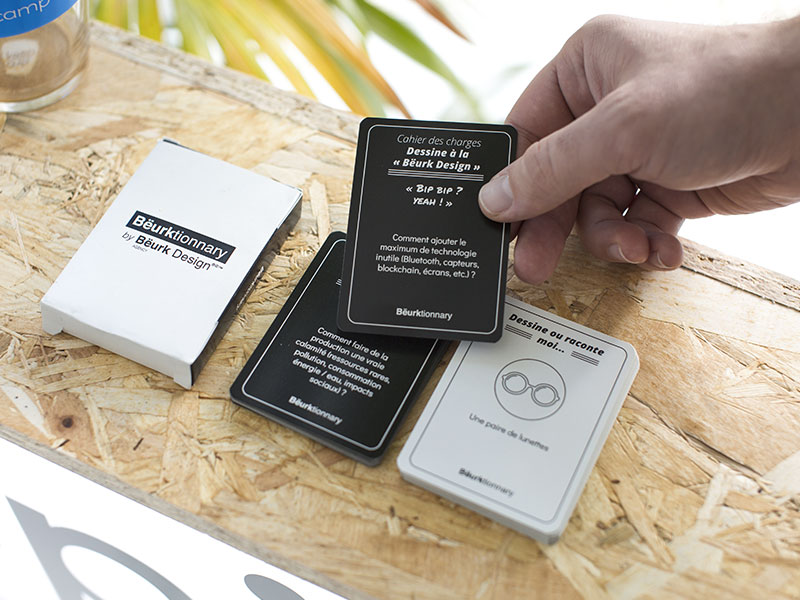 camp
Bëurktionnary
by Bëurk Design
AGENCY
Cahier des charges
Dessine à la
« Bëurk Design »
« Bip bip ?
yeah ! »
Comment ajouter le
maximum de technologie
inutile (Bluetooth, capteurs,
blockchain, écrans, etc.) ?
Bëurktionnary
Comment faire de la
production une vraie
calamité (ressources rares,
pollution, consommation
énergie / eau, impacts
sociaux) ?
Bëurktionnary
Dessine ou raconte
moi...
Une paire de lunettes
Bëurktionnary